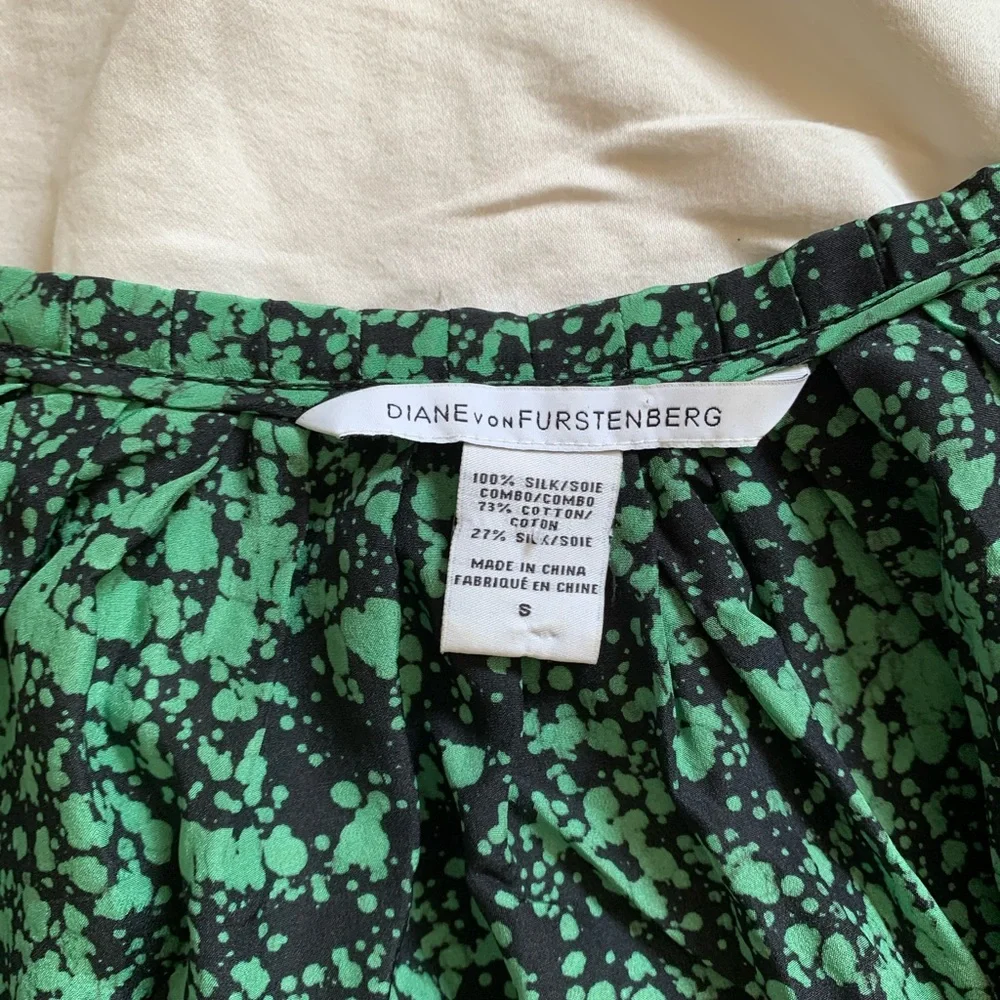 DIANE VON FURSTENBERG
100% SILK/SOIE
COMBO/COMBO
73% COTTON/
COTON
27% SILK/SOIE
MADE IN CHINA
FABRIQUÉ EN CHINE
S